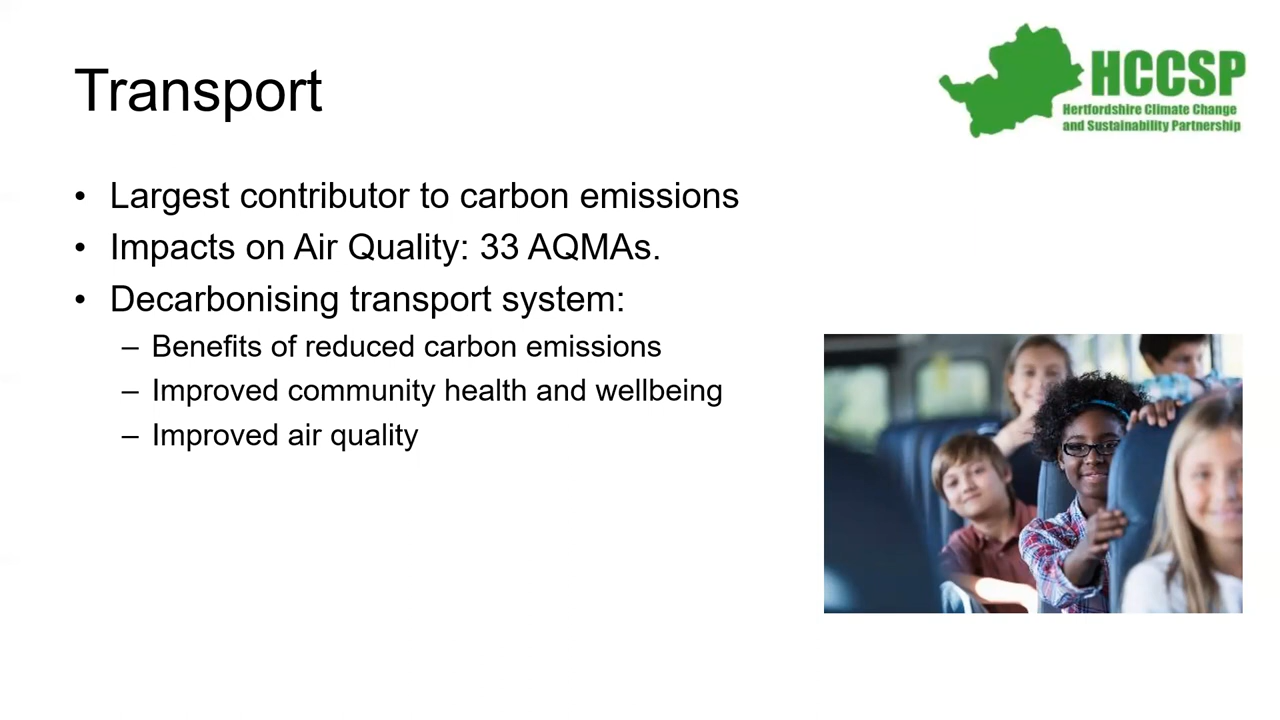 Transport
HCCSP
Hertfordshire Climate Change
and Sustainability Partnership
• Largest contributor to carbon emissions
• Impacts on Air Quality: 33 AQMAs.
• Decarbonising transport system:
– Benefits of reduced carbon emissions
– Improved community health and wellbeing
– Improved air quality